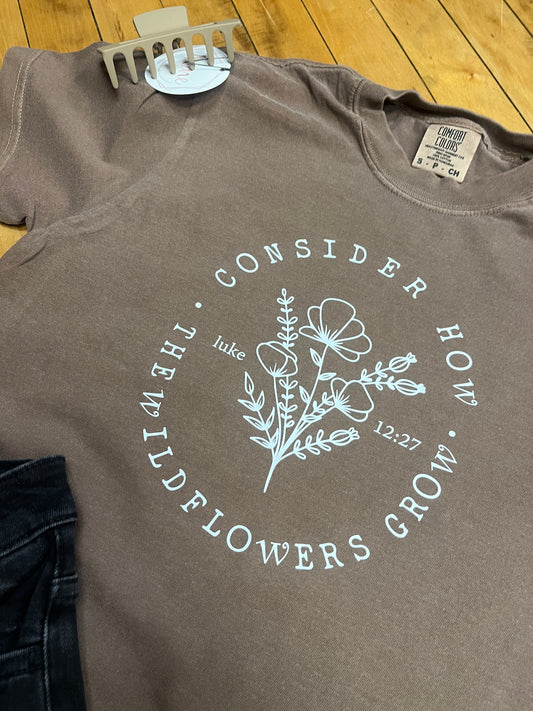 COMFORT
COLORS
S - P - CH
• CONSIDER HOW
THE WILDFLOWERS GROW •
luke
12:27